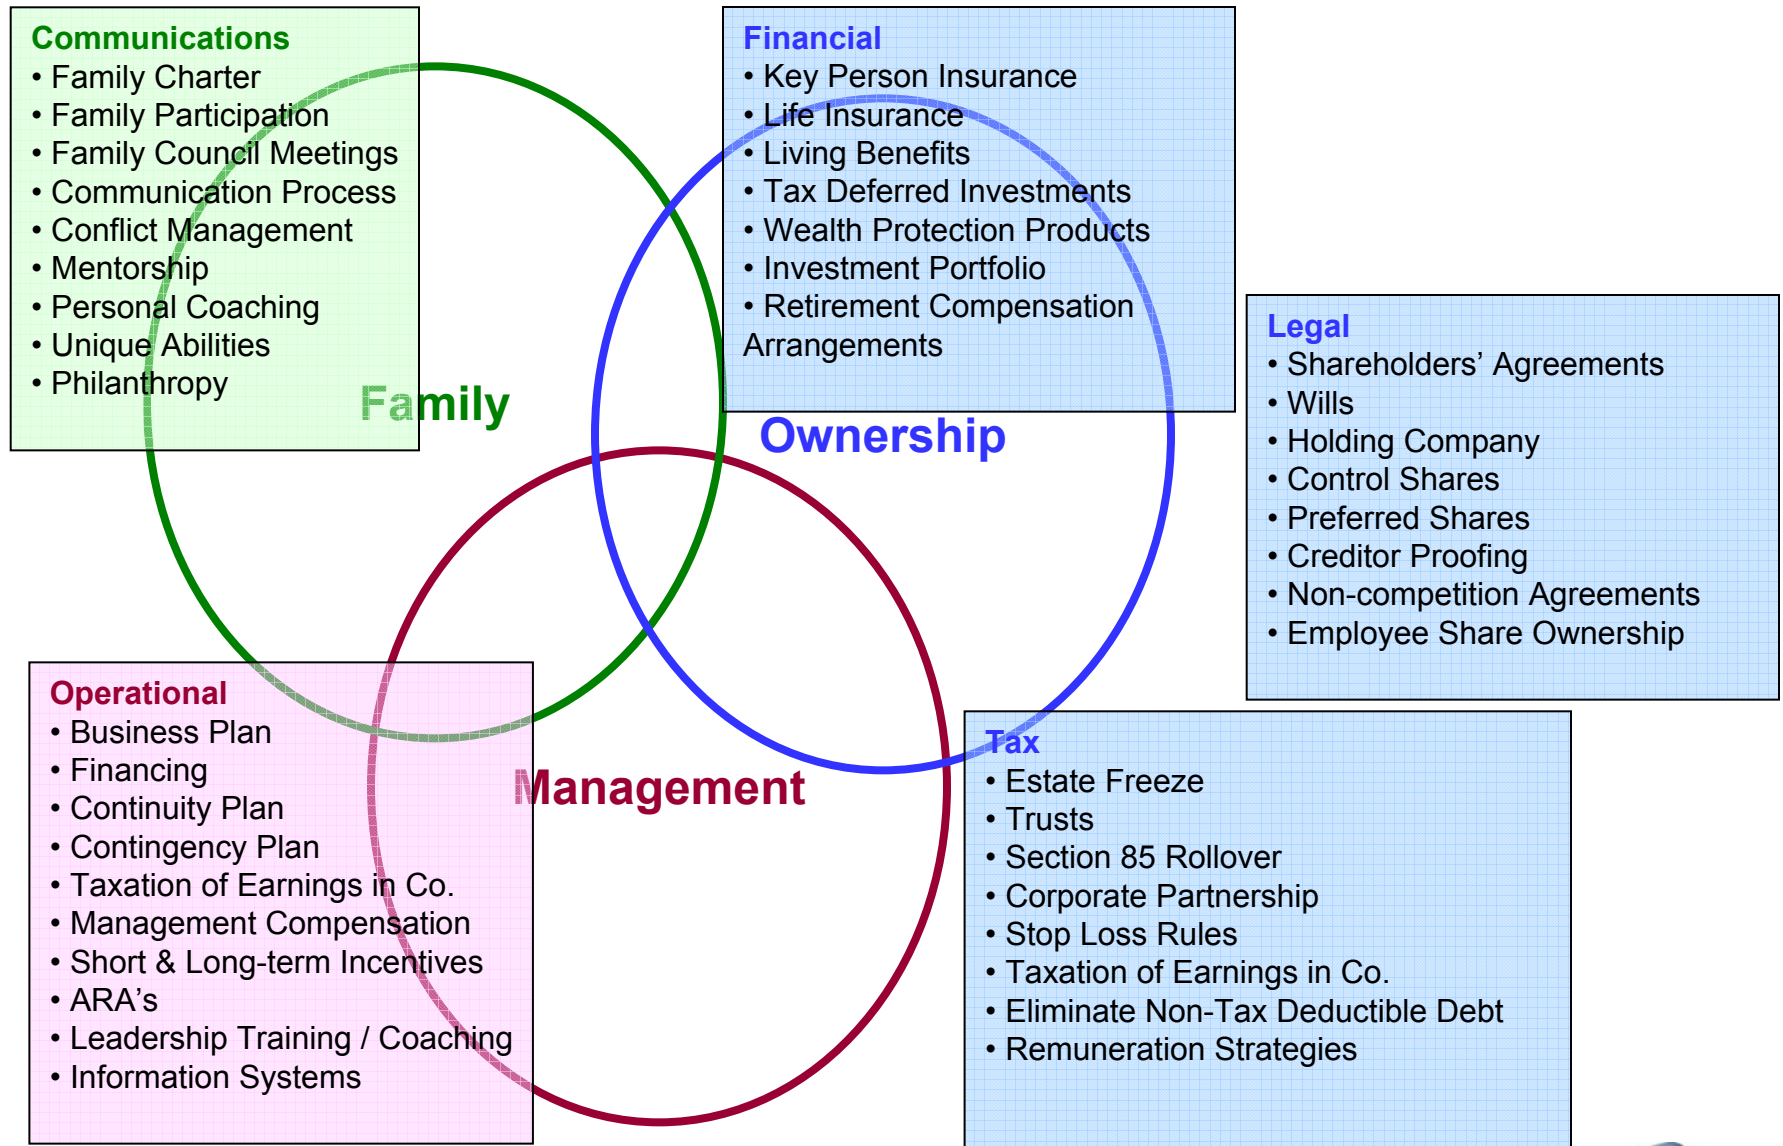 Communications
• Family Charter
• Family Participation
• Family Council Meetings
• Communication Process
• Conflict Management
• Mentorship
• Personal Coaching
• Unique Abilities
• Philanthropy
Family
Financial
• Key Person Insurance
• Life Insurance
• Living Benefits
• Tax Deferred Investments
• Wealth Protection Products
• Investment Portfolio
• Retirement Compensation
Arrangements
Ownership
Legal
• Shareholders’ Agreements
• Wills
• Holding Company
• Control Shares
• Preferred Shares
• Creditor Proofing
• Non-competition Agreements
• Employee Share Ownership
Operational
• Business Plan
• Financing
• Continuity Plan
• Contingency Plan
• Taxation of Earnings in Co.
• Management Compensation
• Short & Long-term Incentives
• ARA’s
• Leadership Training / Coaching
• Information Systems
Management
Tax
• Estate Freeze
• Trusts
• Section 85 Rollover
• Corporate Partnership
• Stop Loss Rules
• Taxation of Earnings in Co.
• Eliminate Non-Tax Deductible Debt
• Remuneration Strategies